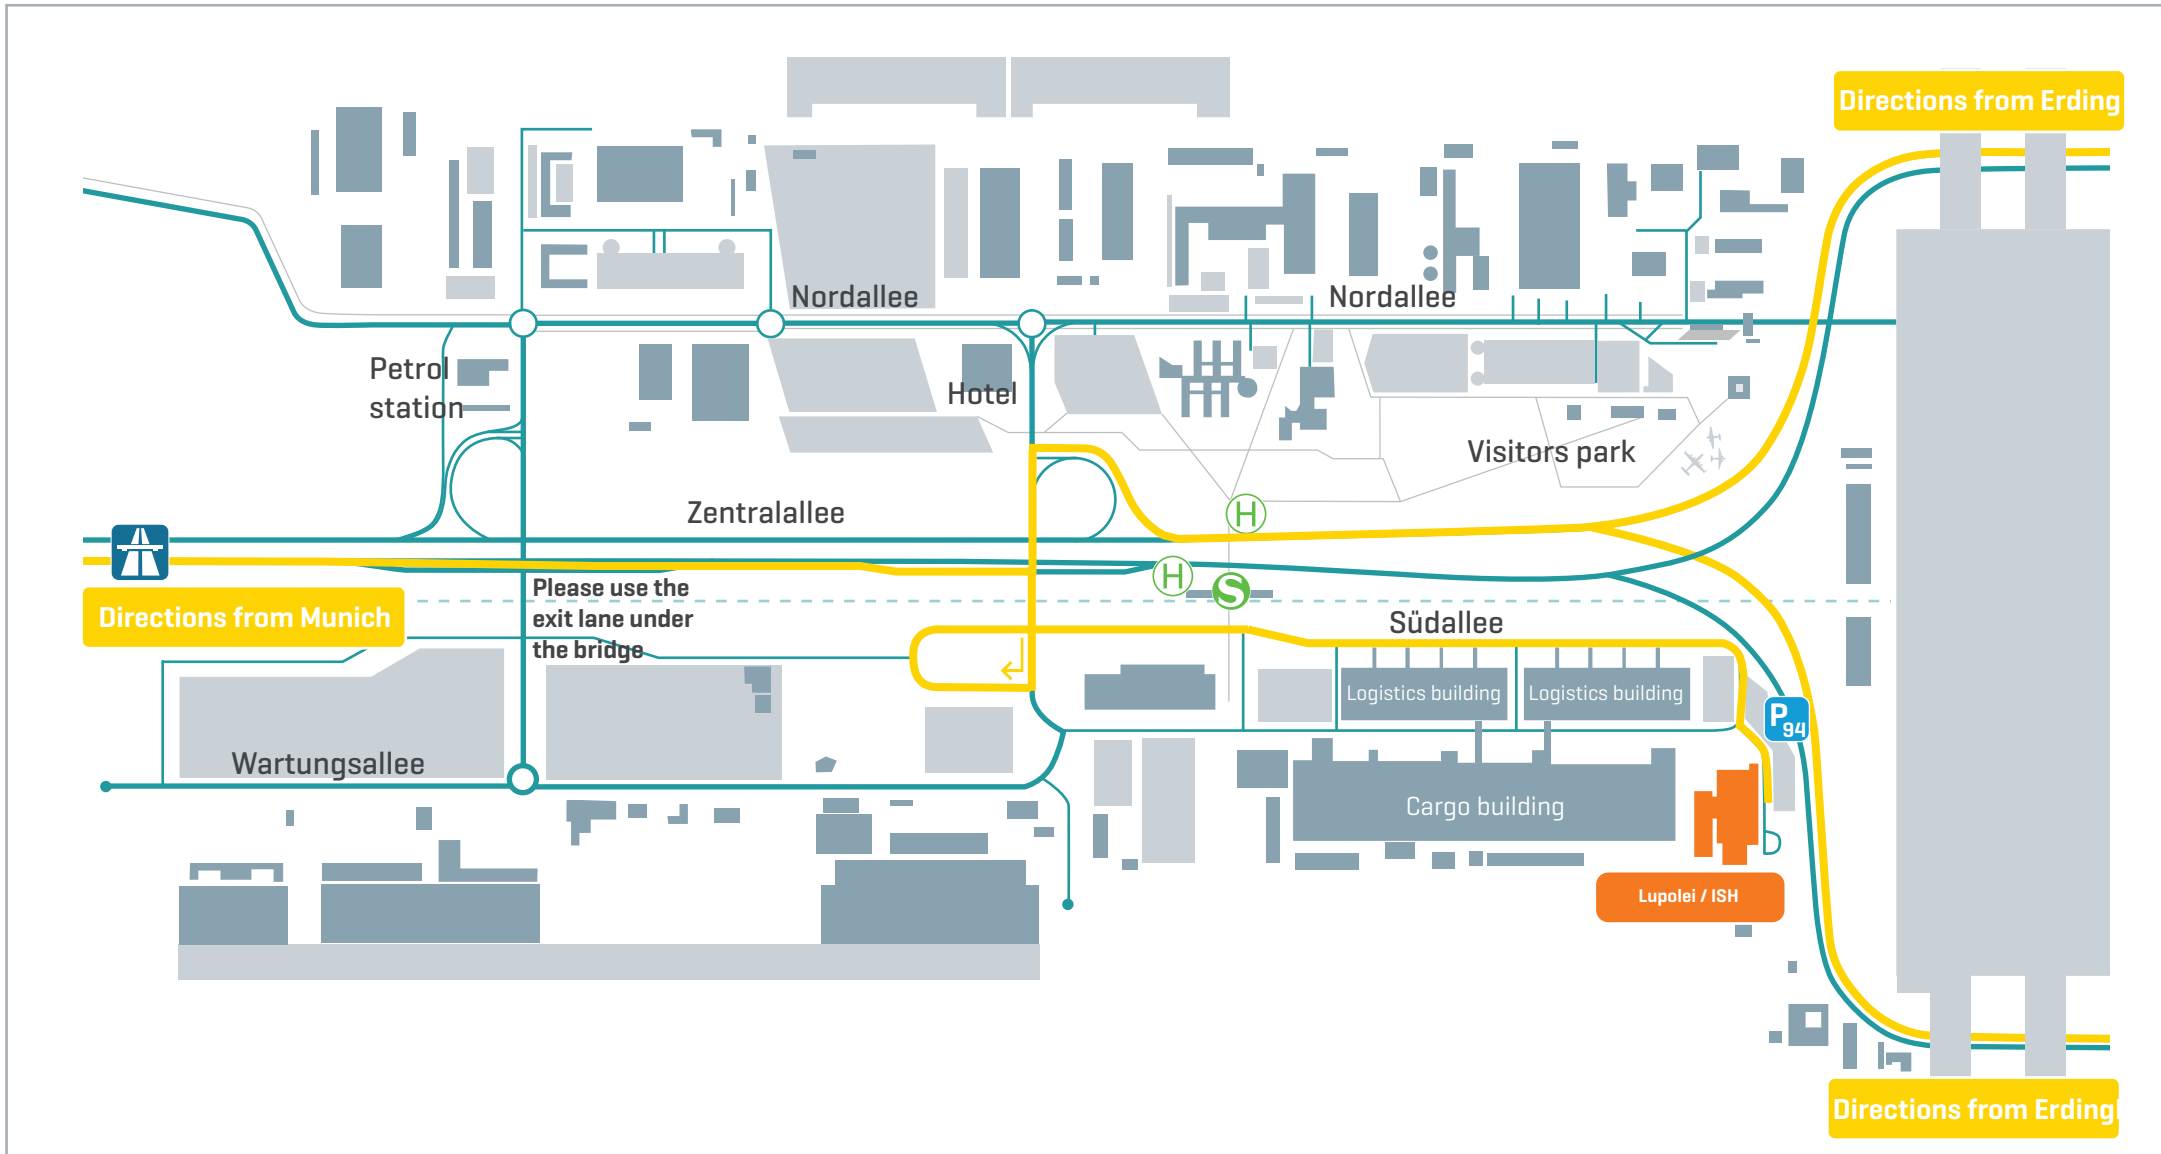 Directions from Erding
Nordallee
Nordallee
Petrol
station
Hotel
Visitors park
Zentralallee
H
H
S
Please use the
exit lane under
the bridge
Directions from Munich
Südallee
Logistics building
Logistics building
P
94
Wartungsallee
Cargo building
Lupolei / ISH
Directions from Erding